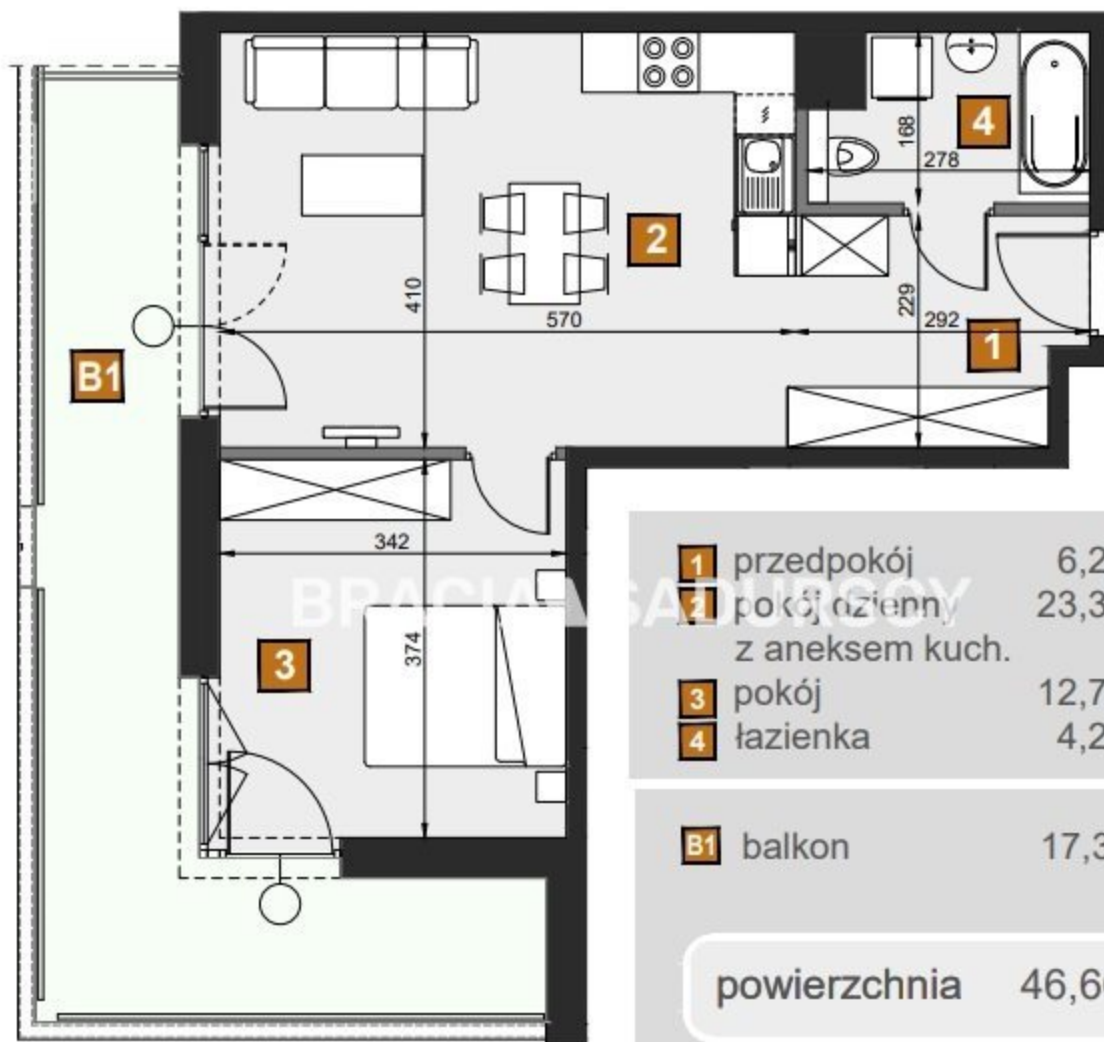 4
168
278
2
410
229
570
292
1
B1
342
BRACIA SADURSCY
374
3
1 przedpokój 6,2
2 pokój dzienny 23,3
z aneksem kuch.
3 pokój 12,7
4 łazienka 4,2
B1 balkon 17,3
powierzchnia 46,6